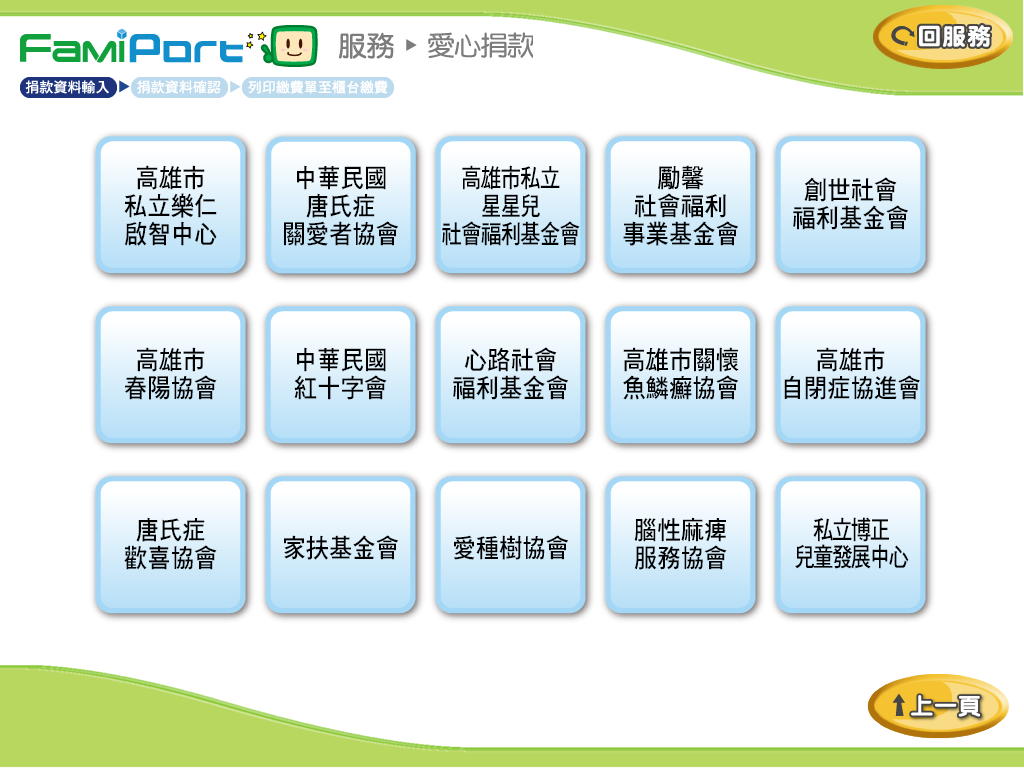 FamiPort
服務 ▶ 愛心捐款
回服務
捐款資料輸入 ▶ 捐款資料確認 ▶ 列印繳費單至櫃台繳費
高雄市
私立樂仁
啟智中心
中華民國
唐氏症
關愛者協會
高雄市私立
星星兒
社會福利基金會
勵馨
社會福利
事業基金會
創世社會
福利基金會
高雄市
春陽協會
中華民國
紅十字會
心路社會
福利基金會
高雄市關懷
魚鱗癬協會
高雄市
自閉症協進會
唐氏症
歡喜協會
家扶基金會
愛種樹協會
腦性麻痺
服務協會
私立博正
兒童發展中心
上一頁